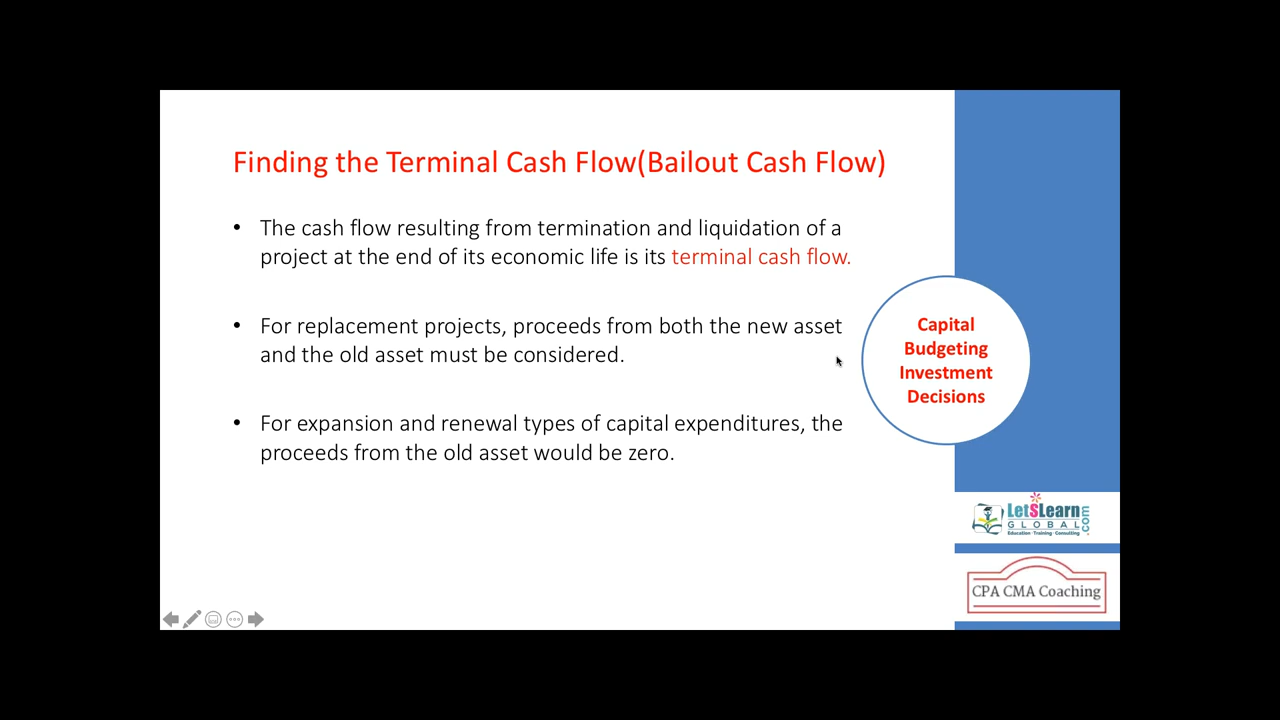 Finding the Terminal Cash Flow(Bailout Cash Flow)
• The cash flow resulting from termination and liquidation of a
project at the end of its economic life is its terminal cash flow.
• For replacement projects, proceeds from both the new asset
and the old asset must be considered.
• For expansion and renewal types of capital expenditures, the
proceeds from the old asset would be zero.
Capital
Budgeting
Investment
Decisions
LetSLearn
GLOBAL
.com
Education · Training · Consulting
CPA CMA Coaching